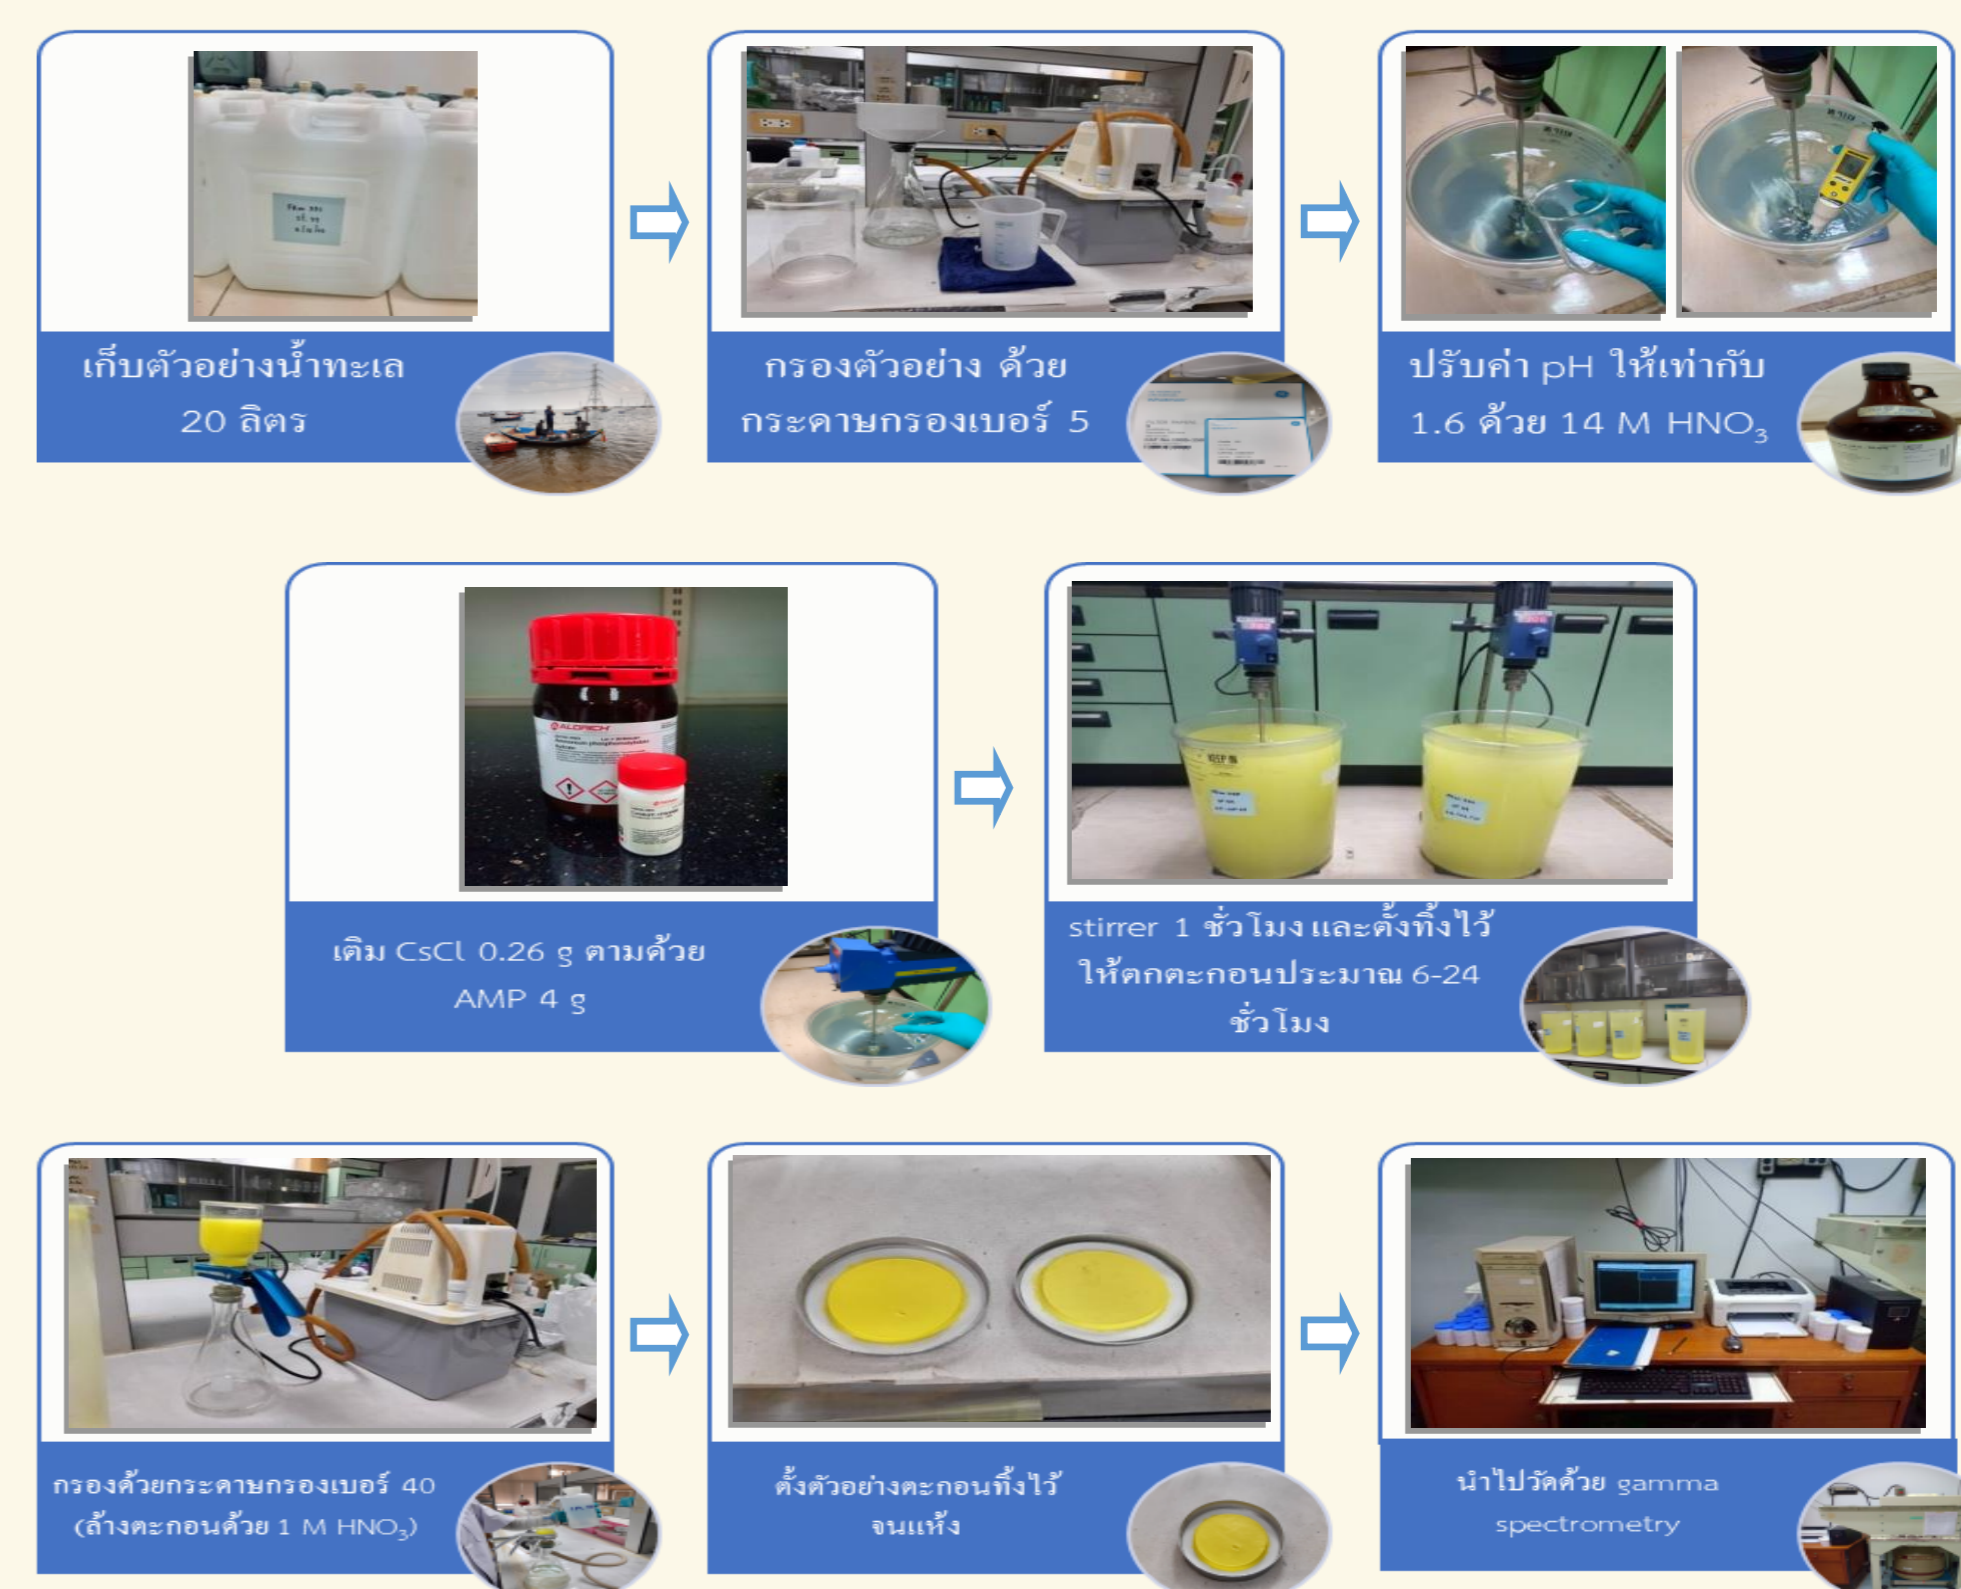 เก็บตัวอย่างน้ำทะเล
20 ลิตร
กรองตัวอย่าง ด้วย
กระดาษกรองเบอร์ 5
ปรับค่า pH ให้เท่ากับ
1.6 ด้วย 14 M HNO₃
ALDRICH
เติม CsCl 0.26 g ตามด้วย
AMP 4 g
stirrer 1 ชั่วโมง และตั้งทิ้งไว้
ให้ตกตะกอนประมาณ 6-24
ชั่วโมง
กรองด้วยกระดาษกรองเบอร์ 40
(ล้างตะกอนด้วย 1 M HNO₃)
ตั้งตัวอย่างตะกอนทิ้งไว้
จนแห้ง
นำไปวัดด้วย gamma
spectrometry